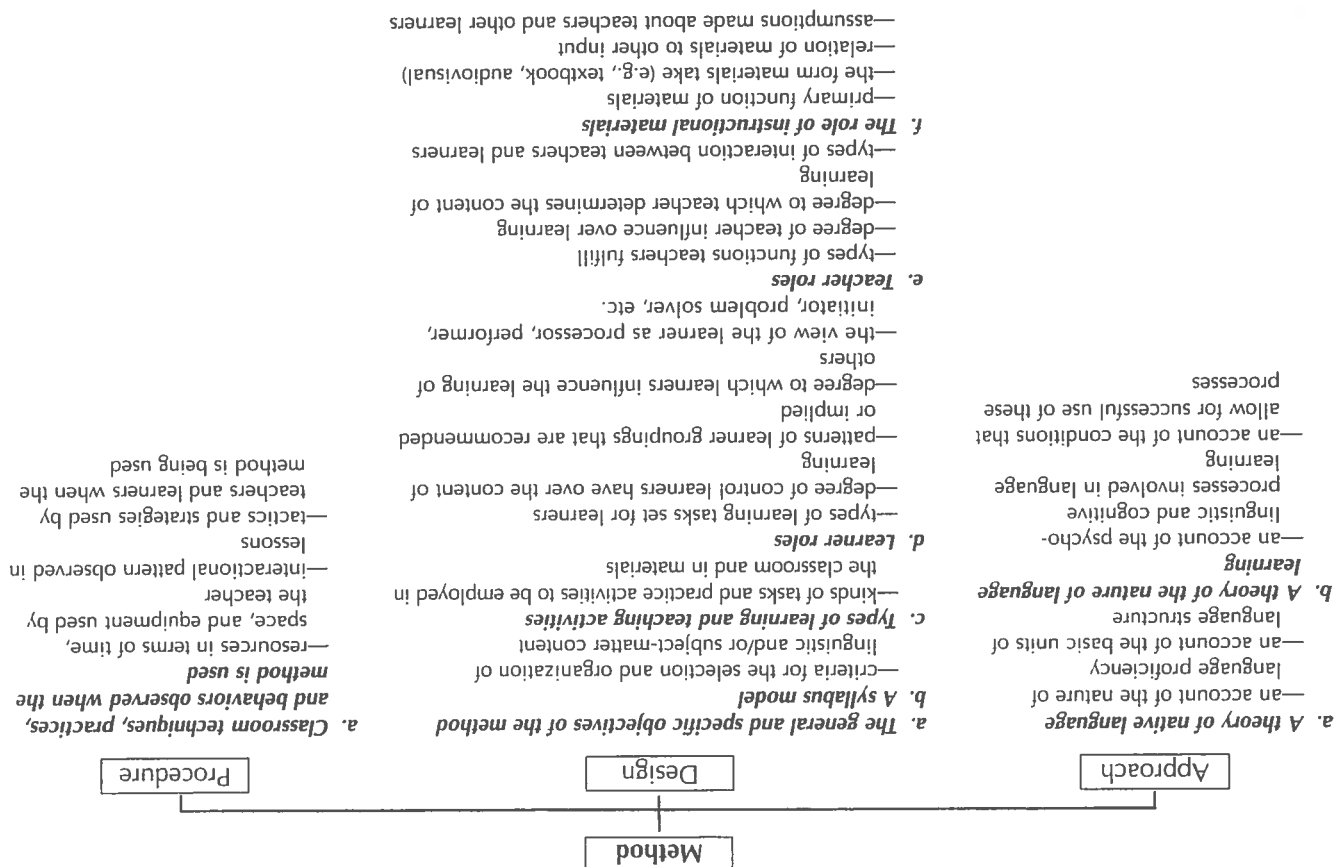 Method
Approach
Design
Procedure
a. A theory of native language
—an account of the nature of
language proficiency
—an account of the basic units of
language structure
b. A theory of the nature of language
learning
—an account of the psycho-
linguistic and cognitive
processes involved in language
learning
—an account of the conditions that
allow for successful use of these
processes
a. The general and specific objectives of the method
b. A syllabus model
—criteria for the selection and organization of
linguistic and/or subject-matter content
c. Types of learning and teaching activities
—kinds of tasks and practice activities to be employed in
the classroom and in materials
d. Learner roles
—types of learning tasks set for learners
—degree of control learners have over the content of
learning
—patterns of learner groupings that are recommended
or implied
—degree to which learners influence the learning of
others
—the view of the learner as processor, performer,
initiator, problem solver, etc.
e. Teacher roles
—types of functions teachers fulfill
—degree of teacher influence over learning
—degree to which teacher determines the content of
learning
—types of interaction between teachers and learners
f. The role of instructional materials
—primary function of materials
—the form materials take (e.g., textbook, audiovisual)
—relation of materials to other input
—assumptions made about teachers and other learners
a. Classroom techniques, practices,
and behaviors observed when the
method is used
—resources in terms of time,
space, and equipment used by
the teacher
—interactional pattern observed in
lessons
—tactics and strategies used by
teachers and learners when the
method is being used